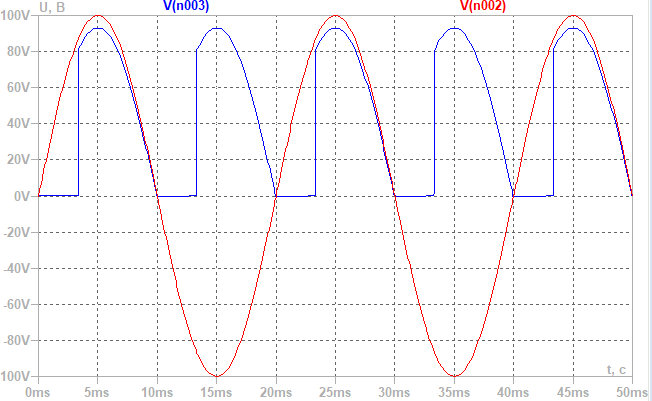 U, В V(n003) V(n002)
100V
80V
60V
40V
20V
0V
-20V
-40V
-60V
-80V
100V t, c
0ms 5ms 10ms 15ms 20ms 25ms 30ms 35ms 40ms 45ms 50ms